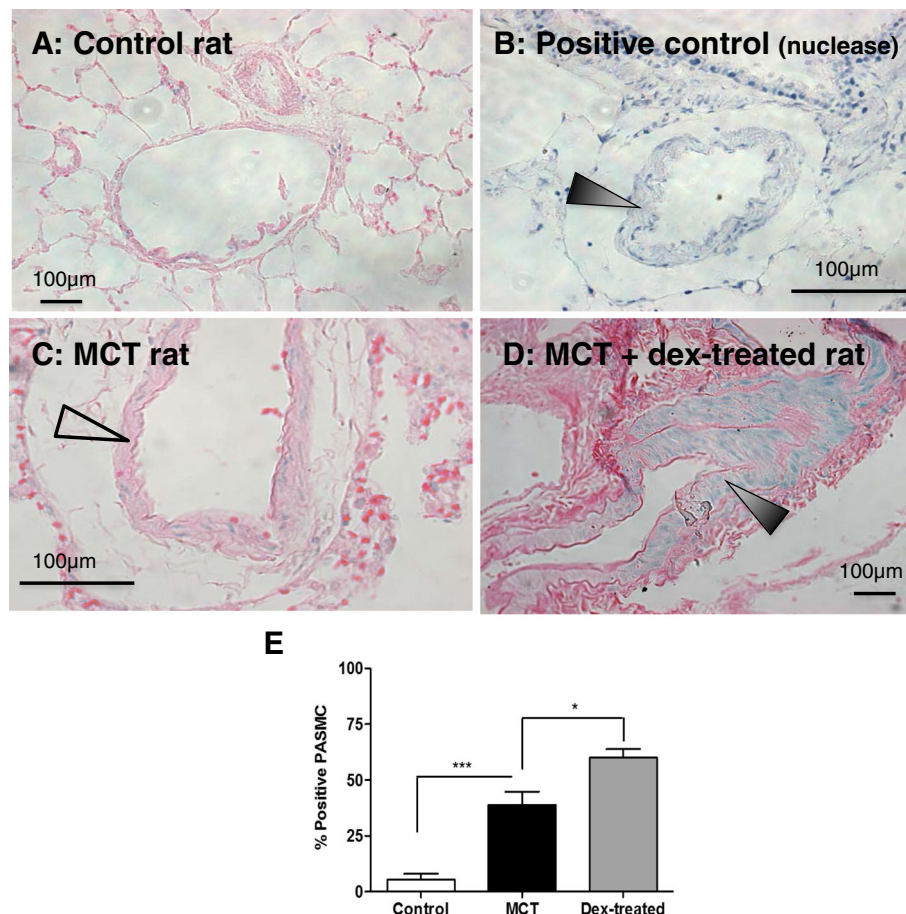 A: Control rat
100µm
B: Positive control (nuclease)
100µm
C: MCT rat
100µm
D: MCT + dex-treated rat
100µm
E
% Positive PASMC
100
75
50
25
0
***
*
Control
MCT
Dex-treated